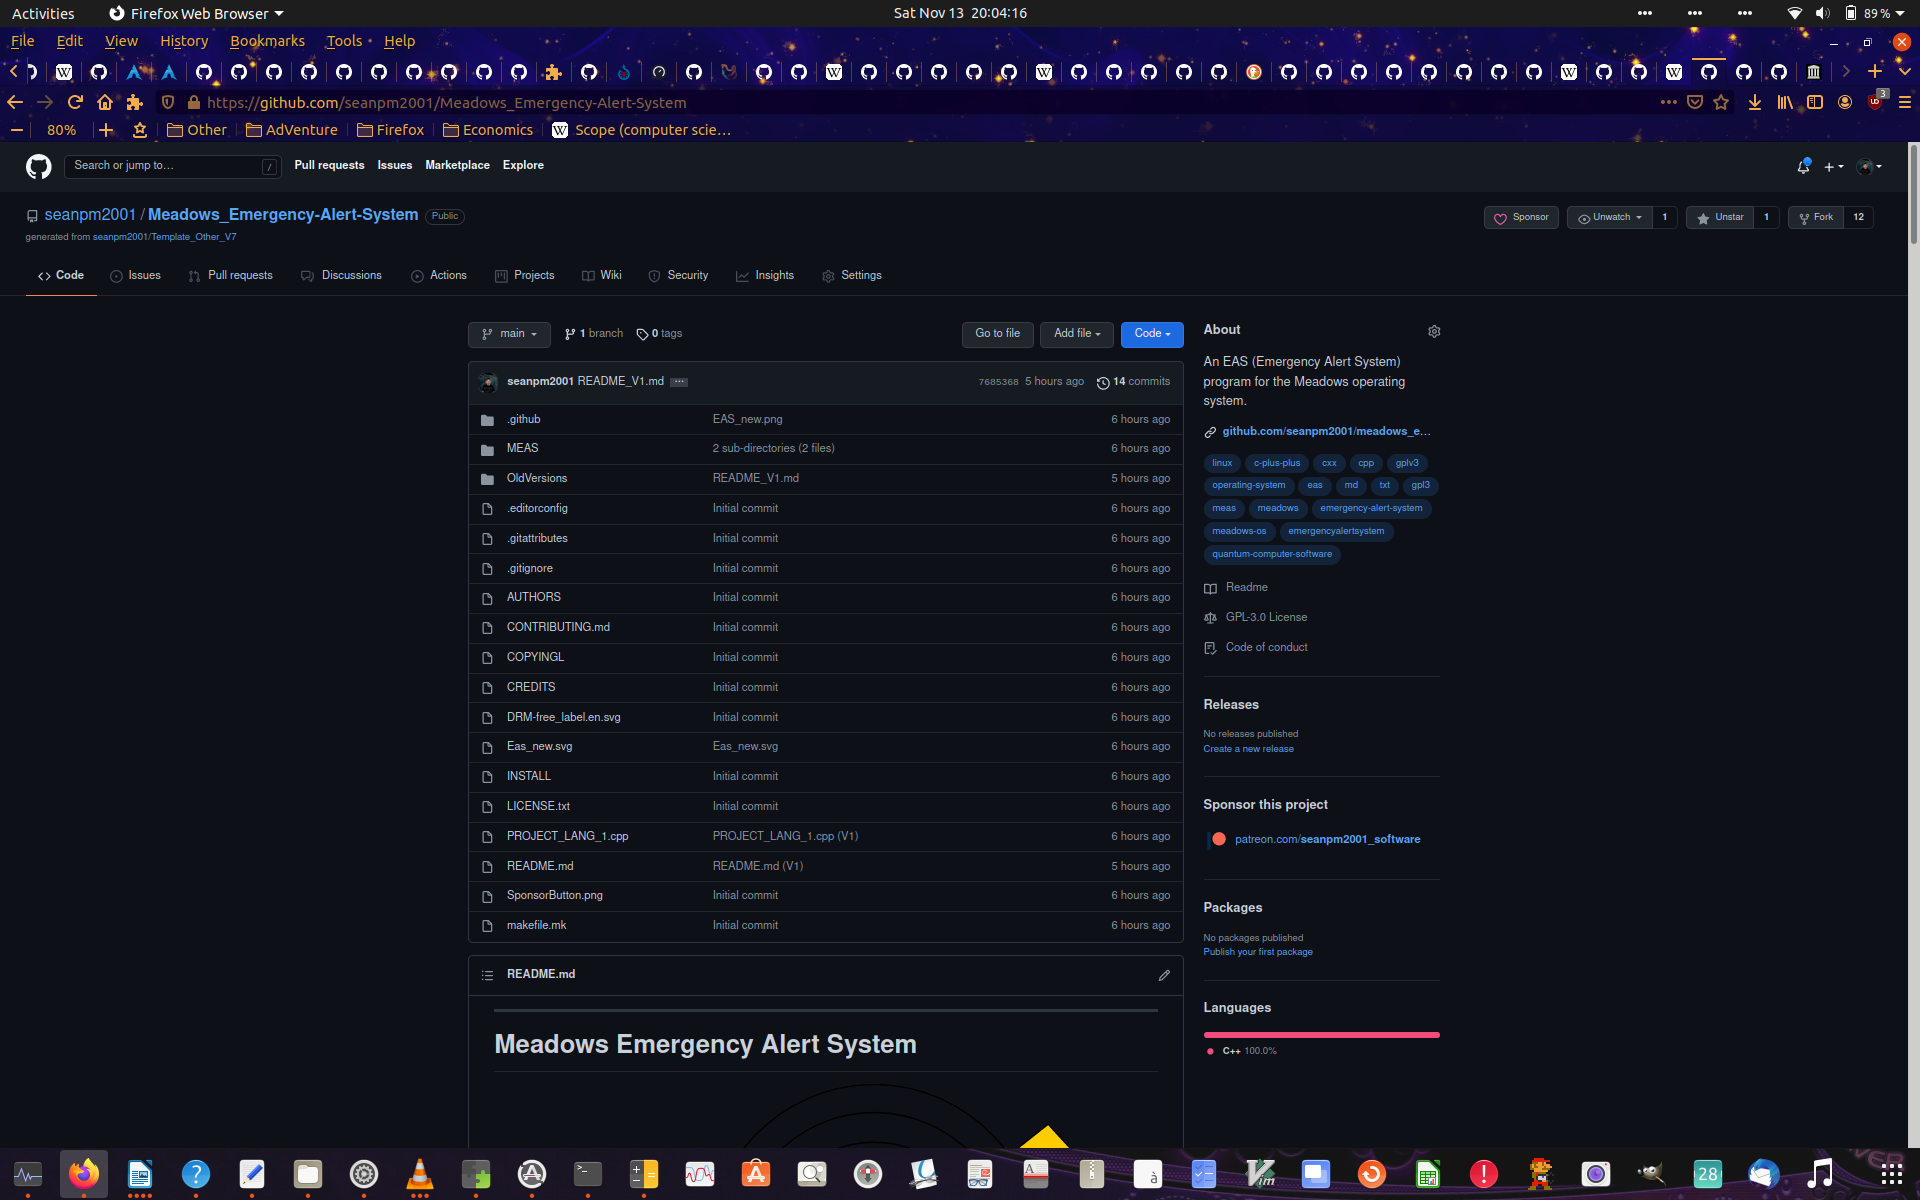 Activities Firefox Web Browser Sat Nov 13 20:04:16 89 %
File Edit View History Bookmarks Tools Help
https://github.com/seanpm2001/Meadows_Emergency-Alert-System 3
80% Other AdVenture Firefox Economics Scope (computer scie…
Search or jump to… / Pull requests Issues Marketplace Explore
seanpm2001 / Meadows_Emergency-Alert-System Public Sponsor Unwatch 1 Unstar 1 Fork 12
generated from seanpm2001/Template_Other_V7
Code Issues Pull requests Discussions Actions Projects Wiki Security Insights Settings
main 1 branch 0 tags Go to file Add file Code
seanpm2001 README_V1.md ... 7685368 5 hours ago 14 commits
.github EAS_new.png 6 hours ago
MEAS 2 sub-directories (2 files) 6 hours ago
OldVersions README_V1.md 5 hours ago
.editorconfig Initial commit 6 hours ago
.gitattributes Initial commit 6 hours ago
.gitignore Initial commit 6 hours ago
AUTHORS Initial commit 6 hours ago
CONTRIBUTING.md Initial commit 6 hours ago
COPYINGL Initial commit 6 hours ago
CREDITS Initial commit 6 hours ago
DRM-free_label.en.svg Initial commit 6 hours ago
Eas_new.svg Eas_new.svg 6 hours ago
INSTALL Initial commit 6 hours ago
LICENSE.txt Initial commit 6 hours ago
PROJECT_LANG_1.cpp PROJECT_LANG_1.cpp (V1) 6 hours ago
README.md README.md (V1) 5 hours ago
SponsorButton.png Initial commit 6 hours ago
makefile.mk Initial commit 6 hours ago
README.md
Meadows Emergency Alert System
About
An EAS (Emergency Alert System)
program for the Meadows operating
system.
github.com/seanpm2001/meadows_e…
linux c-plus-plus cxx cpp gplv3
operating-system eas md txt gpl3
meas meadows emergency-alert-system
meadows-os emergencyalertsystem
quantum-computer-software
Readme
GPL-3.0 License
Code of conduct
Releases
No releases published
Create a new release
Sponsor this project
patreon.com/seanpm2001_software
Packages
No packages published
Publish your first package
Languages
C++ 100.0%
28